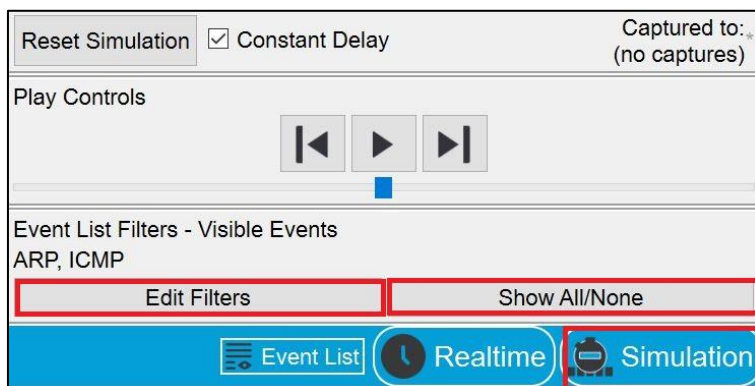 Reset Simulation Constant Delay Captured to:*
(no captures)
Play Controls
Event List Filters - Visible Events
ARP, ICMP
Edit Filters Show All/None
Event List Realtime Simulation